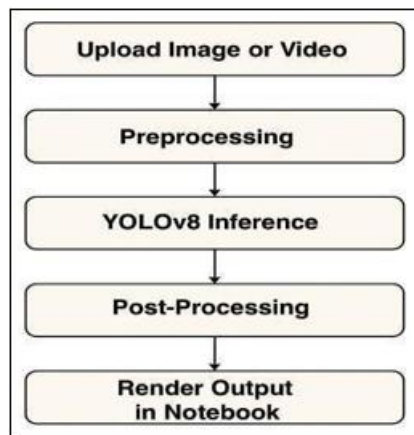 Upload Image or Video
Preprocessing
YOLOv8 Inference
Post-Processing
Render Output
in Notebook